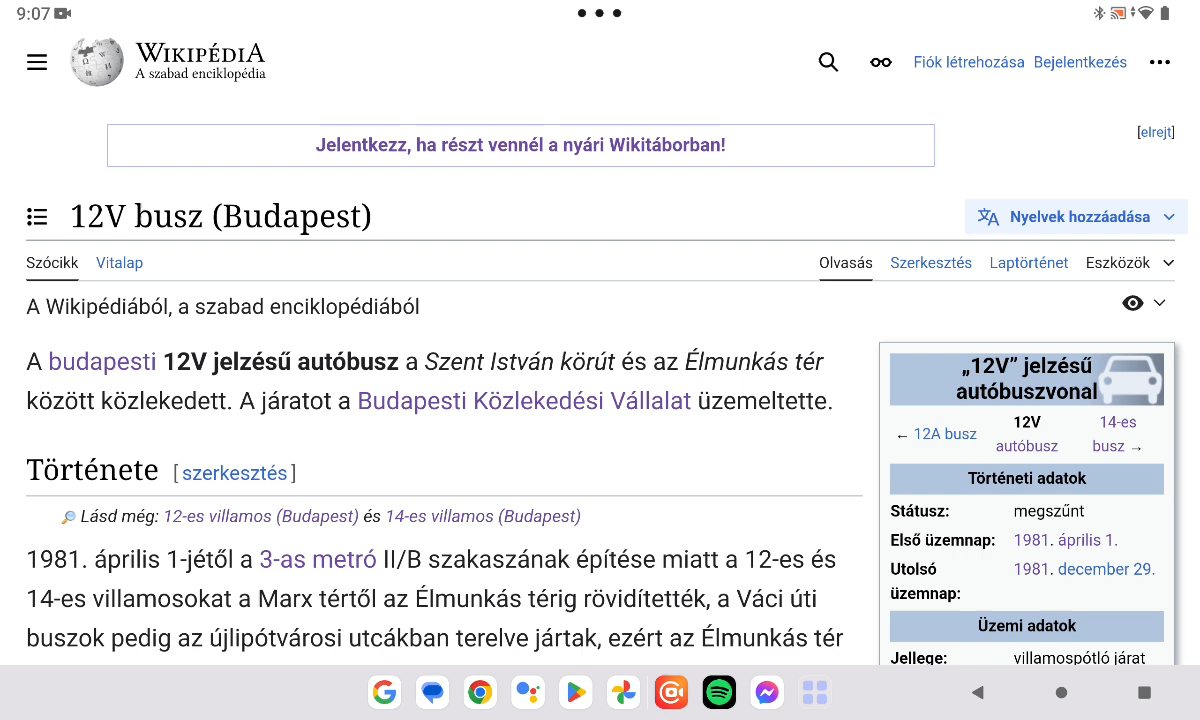 9:07
WIKIPÉDIA
A szabad enciklopédia
Fiók létrehozása Bejelentkezés
Jelentkezz, ha részt vennél a nyári Wikitáborban!
[elrejt]
12V busz (Budapest)
Nyelvek hozzáadása
Szócikk Vitalap
Olvasás Szerkesztés Laptörténet Eszközök
A Wikipédiából, a szabad enciklopédiából
A budapesti 12V jelzésű autóbusz a Szent István körút és az Élmunkás tér
között közlekedett. A járatot a Budapesti Közlekedési Vállalat üzemeltette.
Története [szerkesztés]
Lásd még: 12-es villamos (Budapest) és 14-es villamos (Budapest)
1981. április 1-jétől a 3-as metró II/B szakaszának építése miatt a 12-es és
14-es villamosokat a Marx tértől az Élmunkás térig rövidítették, a Váci úti
buszok pedig az újlipótvárosi utcákban terelve jártak, ezért az Élmunkás tér
„12V” jelzésű
autóbuszvonal
← 12A busz
12V
autóbusz
14-es
busz →
Történeti adatok
Státusz: megszűnt
Első üzemnap: 1981. április 1.
Utolsó 1981. december 29.
üzemnap:
Üzemi adatok
Jellege: villamospótló járat